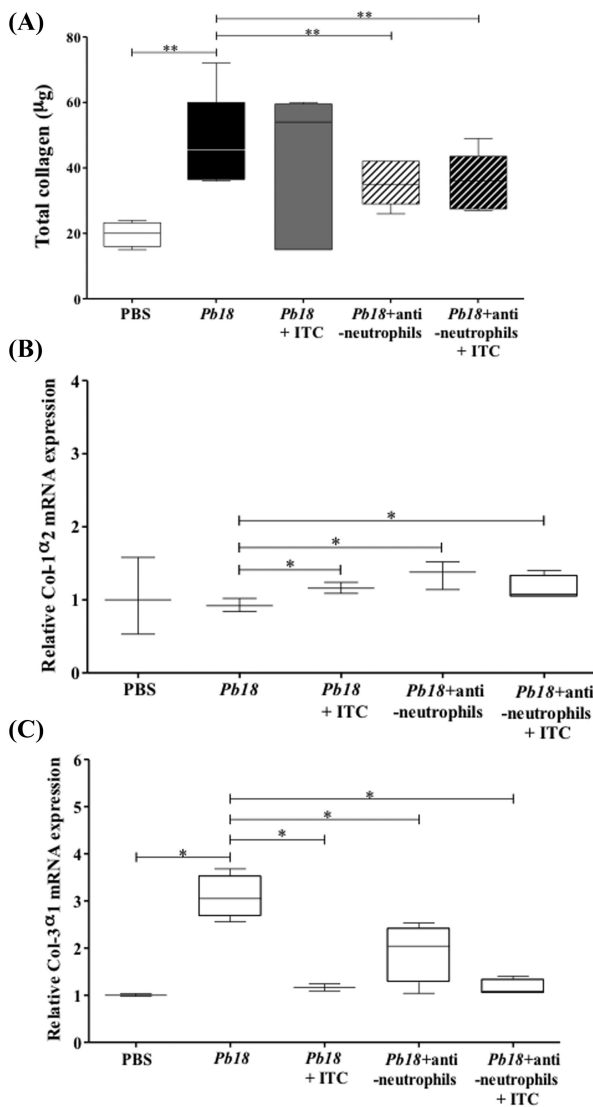 (A)
** 
**
**
Total collagen (μg)
80
60
40
20
0
PBS
Pb18
Pb18
+ ITC
Pb18+anti
-neutrophils
Pb18+anti
-neutrophils
+ ITC
(B)
Relative Col-1α2 mRNA expression
4
3
2
1
0
*
*
*
PBS
Pb18
Pb18
+ ITC
Pb18+anti
-neutrophils
Pb18+anti
-neutrophils
+ ITC
(C)
Relative Col-3α1 mRNA expression
6
5
4
3
2
1
0
*
*
*
*
PBS
Pb18
Pb18
+ ITC
Pb18+anti
-neutrophils
Pb18+anti
-neutrophils
+ ITC